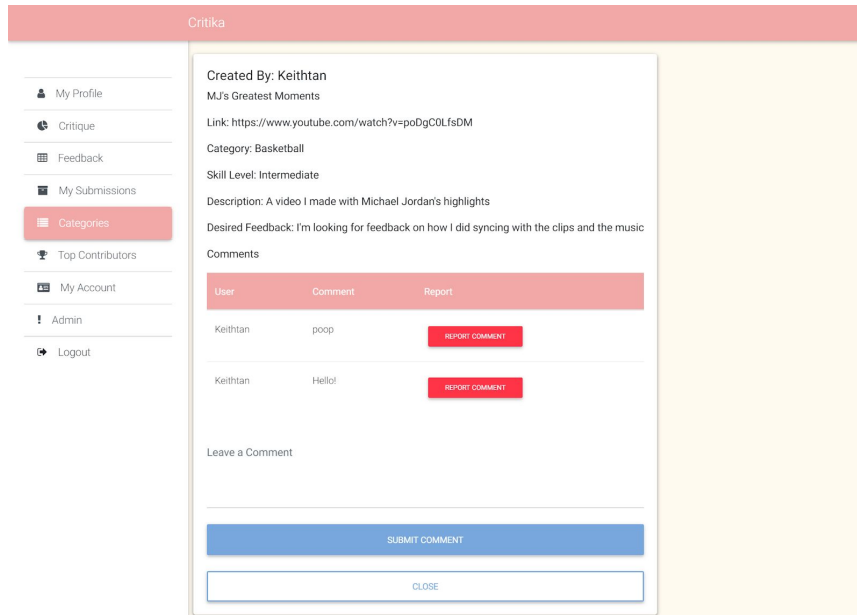 Critika
My Profile
Critique
Feedback
My Submissions
Categories
Top Contributors
My Account
Admin
Logout
Created By: Keithtan
MJ's Greatest Moments
Link: https://www.youtube.com/watch?v=poDgC0LfsDM
Category: Basketball
Skill Level: Intermediate
Description: A video I made with Michael Jordan's highlights
Desired Feedback: I'm looking for feedback on how I did syncing with the clips and the music
Comments
User Comment Report
Keithtan poop REPORT COMMENT
Keithtan Hello! REPORT COMMENT
Leave a Comment
SUBMIT COMMENT
CLOSE